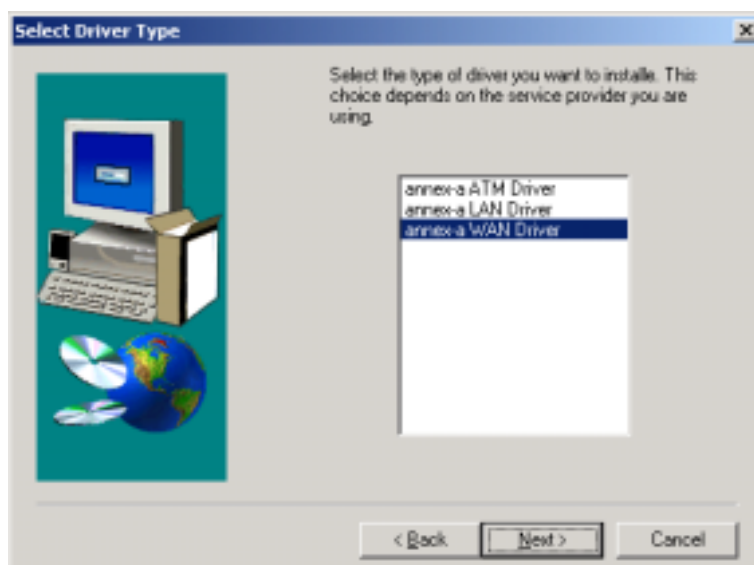 Select Driver Type
Select the type of driver you want to installe. This
choice depends on the service provider you are
using.
annex-a ATM Driver
annex-a LAN Driver
annex-a WAN Driver
< Back
Next >
Cancel